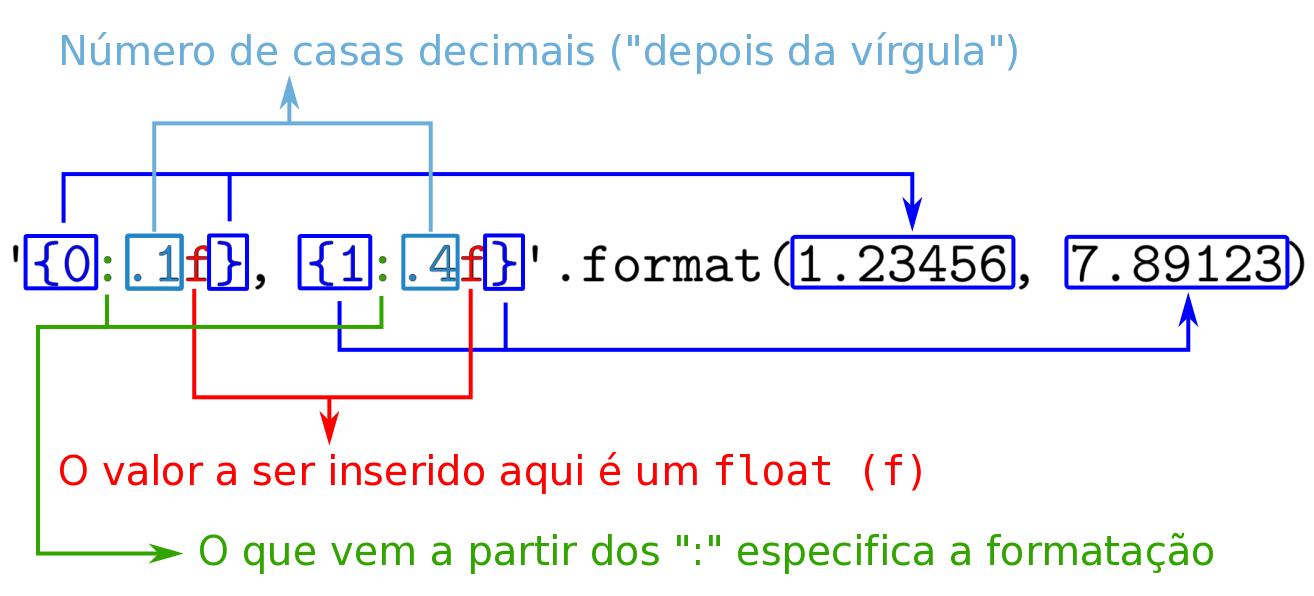 Número de casas decimais ("depois da vírgula")
'{0:.1f}, {1:.4f}'.format(1.23456, 7.89123)
O valor a ser inserido aqui é um float (f)
O que vem a partir dos ":" especifica a formatação